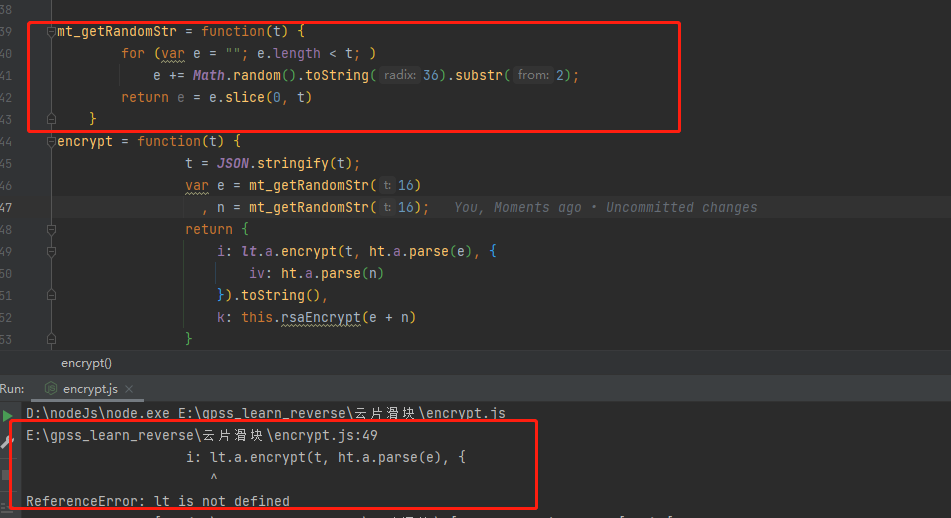 38
39 mt_getRandomStr = function(t) {
40 for (var e = ""; e.length < t; )
41 e += Math.random().toString( radix: 36).substr( from: 2);
42 return e = e.slice(0, t)
43 }
44 encrypt = function(t) {
45 t = JSON.stringify(t);
46 var e = mt_getRandomStr( t: 16)
47 , n = mt_getRandomStr( t: 16); You, Moments ago • Uncommitted changes
48 return {
49 i: lt.a.encrypt(t, ht.a.parse(e), {
50 iv: ht.a.parse(n)
51 }).toString(),
52 k: this.rsaEncrypt(e + n)
53 }
encrypt()
Run: encrypt.js ×
D:\nodeJs\node.exe E:\gpss_learn_reverse\云片滑块\encrypt.js
E:\gpss_learn_reverse\云片滑块\encrypt.js:49
i: lt.a.encrypt(t, ht.a.parse(e), {
^
ReferenceError: lt is not defined